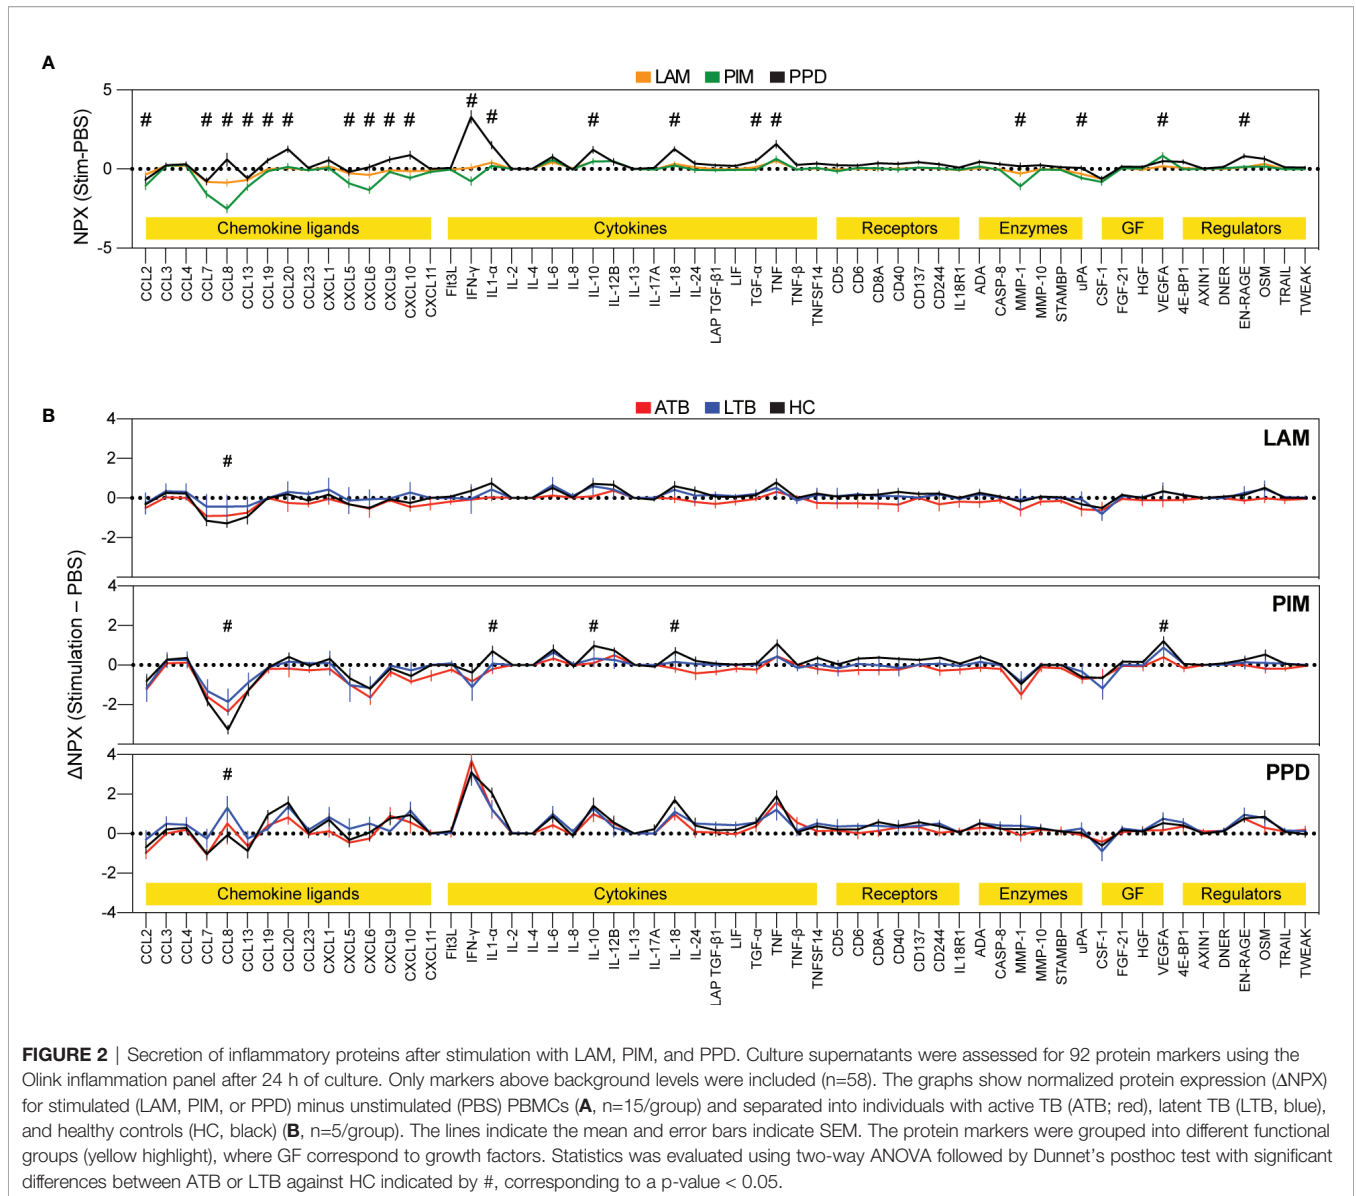 A
LAM PIM PPD
NPX (Stim-PBS)
5
0
-5
# # # # # # # # # # # # # # # # # # # # #
Chemokine ligands Cytokines Receptors Enzymes GF Regulators
CCL2 CCL3 CCL4 CCL7 CCL8 CCL13 CCL19 CCL20 CCL23 CXCL1 CXCL5 CXCL6 CXCL9 CXCL10 CXCL11 Flt3L IFN-γ IL1-α IL-2 IL-4 IL-6 IL-8 IL-10 IL-12B IL-13 IL-17A IL-18 IL-24 LAP TGF-β1 LIF TGF-α TNF TNF-β TNFSF14 CD5 CD6 CD8A CD40 CD137 CD244 IL18R1 ADA CASP-8 MMP-1 MMP-10 STAMBP uPA CSF-1 FGF-21 HGF VEGFA 4E-BP1 AXIN1 DNER EN-RAGE OSM TRAIL TWEAK
B
ATB LTB HC
ΔNPX (Stimulation – PBS)
LAM
4
2
0
-2
#
PIM
4
2
0
-2
# # # # #
PPD
4
2
0
-2
-4
#
Chemokine ligands Cytokines Receptors Enzymes GF Regulators
CCL2 CCL3 CCL4 CCL7 CCL8 CCL13 CCL19 CCL20 CCL23 CXCL1 CXCL5 CXCL6 CXCL9 CXCL10 CXCL11 Flt3L IFN-γ IL1-α IL-2 IL-4 IL-6 IL-8 IL-10 IL-12B IL-13 IL-17A IL-18 IL-24 LAP TGF-β1 LIF TGF-α TNF TNF-β TNFSF14 CD5 CD6 CD8A CD40 CD137 CD244 IL18R1 ADA CASP-8 MMP-1 MMP-10 STAMBP uPA CSF-1 FGF-21 HGF VEGFA 4E-BP1 AXIN1 DNER EN-RAGE OSM TRAIL TWEAK
FIGURE 2 | Secretion of inflammatory proteins after stimulation with LAM, PIM, and PPD. Culture supernatants were assessed for 92 protein markers using the
Olink inflammation panel after 24 h of culture. Only markers above background levels were included (n=58). The graphs show normalized protein expression (ΔNPX)
for stimulated (LAM, PIM, or PPD) minus unstimulated (PBS) PBMCs (A, n=15/group) and separated into individuals with active TB (ATB; red), latent TB (LTB, blue),
and healthy controls (HC, black) (B, n=5/group). The lines indicate the mean and error bars indicate SEM. The protein markers were grouped into different functional
groups (yellow highlight), where GF correspond to growth factors. Statistics was evaluated using two-way ANOVA followed by Dunnet's posthoc test with significant
differences between ATB or LTB against HC indicated by #, corresponding to a p-value < 0.05.